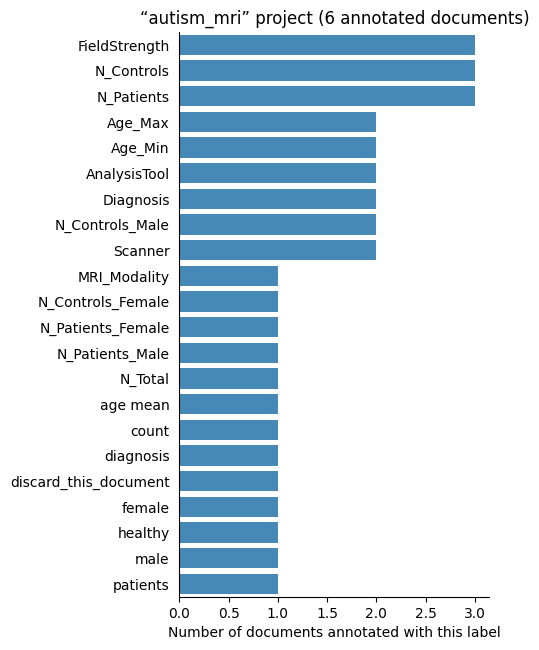 “autism_mri” project (6 annotated documents)
FieldStrength
N_Controls
N_Patients
Age_Max
Age_Min
AnalysisTool
Diagnosis
N_Controls_Male
Scanner
MRI_Modality
N_Controls_Female
N_Patients_Female
N_Patients_Male
N_Total
age mean
count
diagnosis
discard_this_document
female
healthy
male
patients
0.0 0.5 1.0 1.5 2.0 2.5 3.0
Number of documents annotated with this label